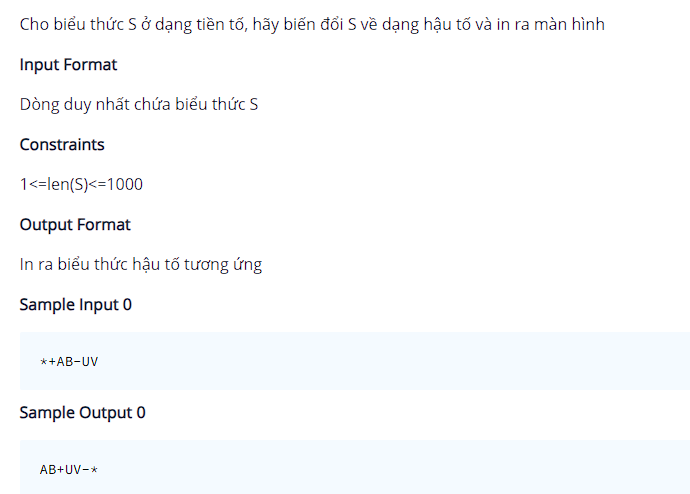 Cho biểu thức S ở dạng tiền tố, hãy biến đổi S về dạng hậu tố và in ra màn hình
Input Format
Dòng duy nhất chứa biểu thức S
Constraints
1<=len(S)<=1000
Output Format
In ra biểu thức hậu tố tương ứng
Sample Input 0
*+AB-UV
Sample Output 0
AB+UV-*